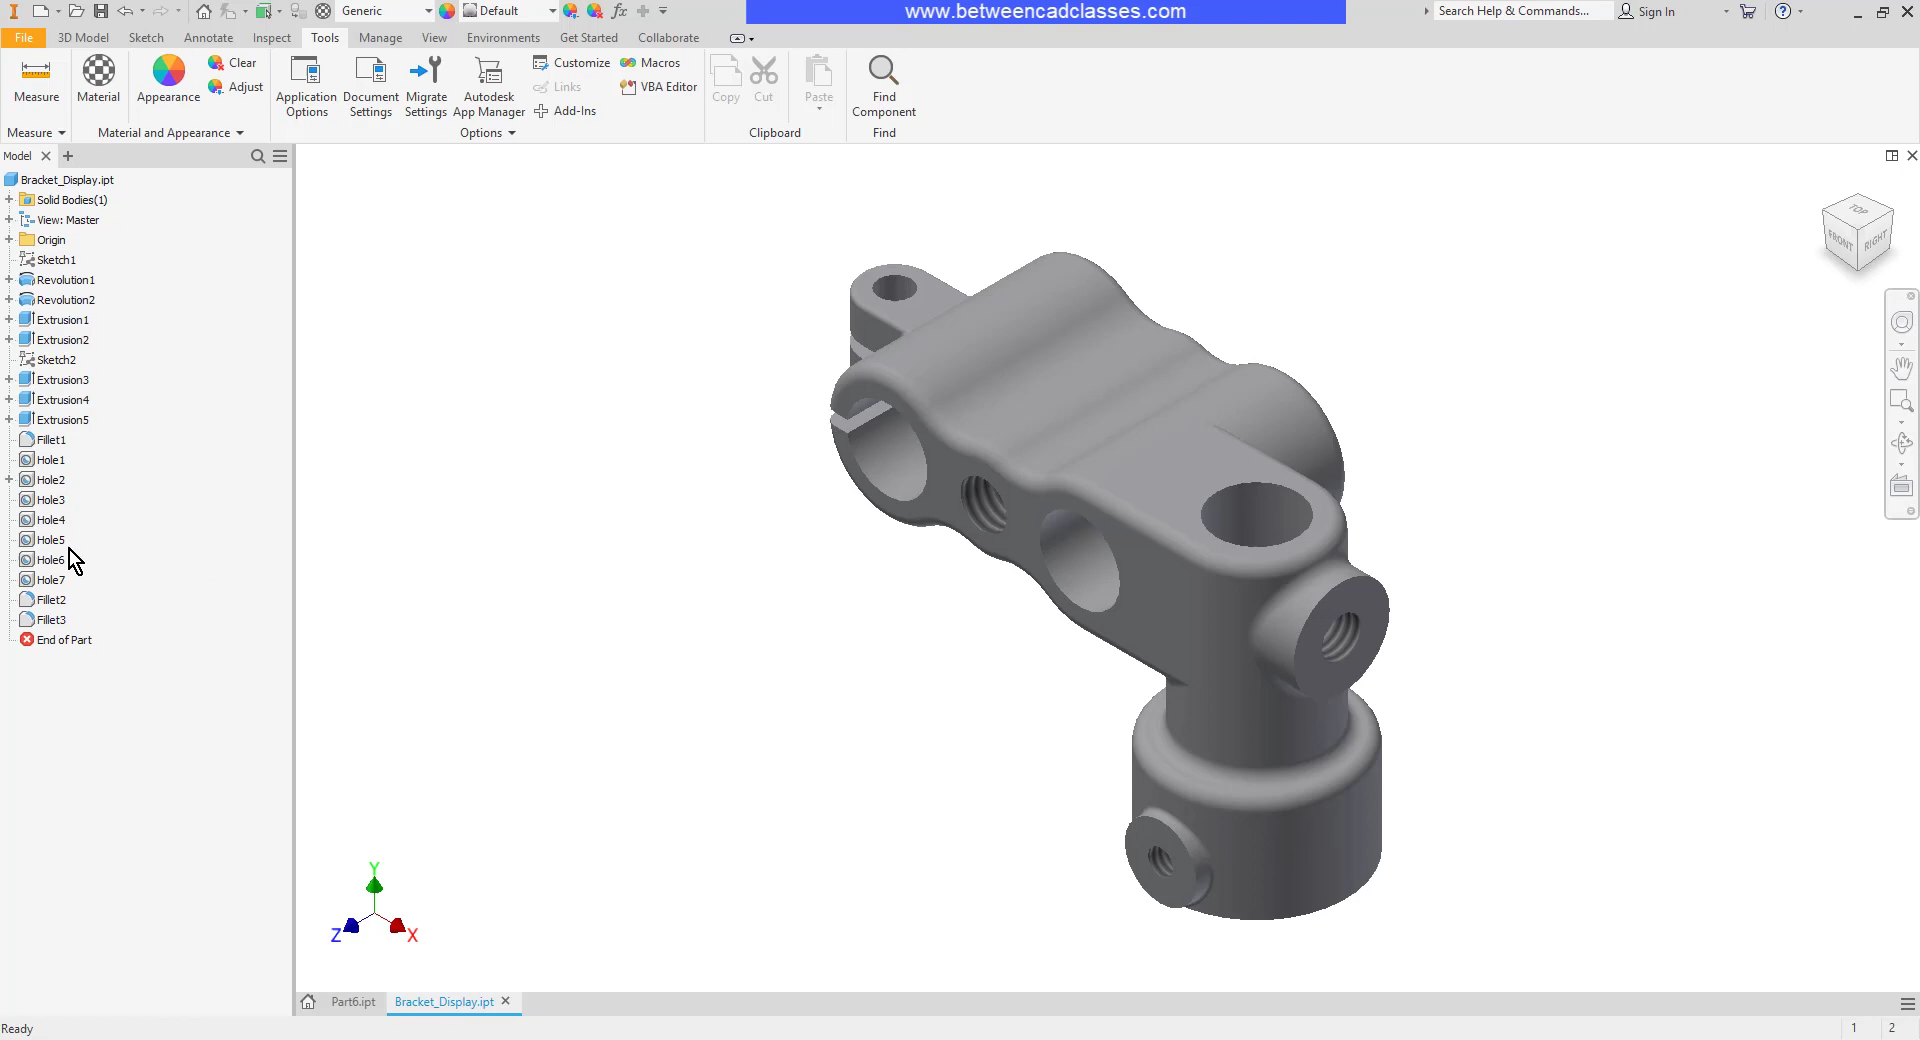 Generic
Default
fx
www.betweencadclasses.com
Search Help & Commands...
Sign In
File
3D Model
Sketch
Annotate
Inspect
Tools
Manage
View
Environments
Get Started
Collaborate
Measure
Material
Appearance
Clear
Adjust
Application
Options
Document
Settings
Migrate
Settings
Autodesk
App Manager
Customize
Links
Add-Ins
Macros
VBA Editor
Copy
Cut
Paste
Find
Component
Measure
Material and Appearance
Options
Clipboard
Find
Model
Bracket_Display.ipt
Solid Bodies(1)
View: Master
Origin
Sketch1
Revolution1
Revolution2
Extrusion1
Extrusion2
Sketch2
Extrusion3
Extrusion4
Extrusion5
Fillet1
Hole1
Hole2
Hole3
Hole4
Hole5
Hole6
Hole7
Fillet2
Fillet3
End of Part
TOP
FRONT
RIGHT
Y
Z
X
Part6.ipt
Bracket_Display.ipt
Ready
1
2